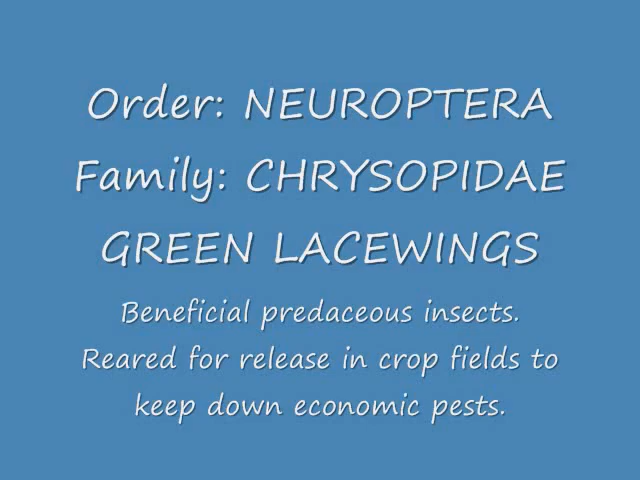 Order: NEUROPTERA
Family: CHRYSOPIDAE
GREEN LACEWINGS
Beneficial predaceous insects.
Reared for release in crop fields to
keep down economic pests.